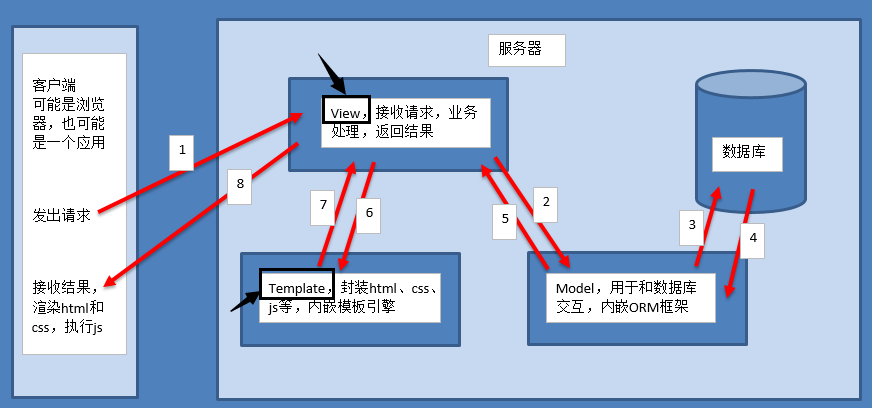 服务器
客户端
可能是浏览
器，也可能
是一个应用
发出请求
接收结果，
渲染html和
css，执行js
View，接收请求，业务
处理，返回结果
数据库
Template，封装html、css、
js等，内嵌模板引擎
Model，用于和数据库
交互，内嵌ORM框架
1
8
7
6
5
2
3
4